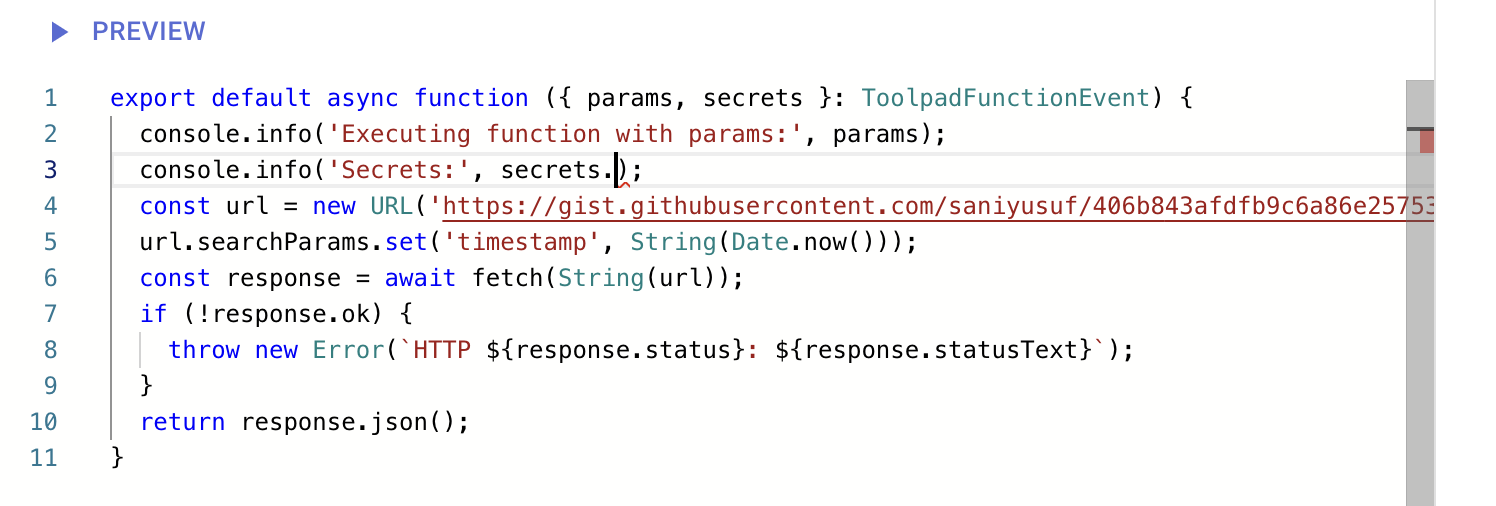 PREVIEW
1 export default async function ({ params, secrets }: ToolpadFunctionEvent) {
2 console.info('Executing function with params:', params);
3 console.info('Secrets:', secrets.);
4 const url = new URL('https://gist.githubusercontent.com/saniyusuf/406b843afdfb9c6a86e25753
5 url.searchParams.set('timestamp', String(Date.now()));
6 const response = await fetch(String(url));
7 if (!response.ok) {
8 throw new Error(`HTTP ${response.status}: ${response.statusText}`);
9 }
10 return response.json();
11 }